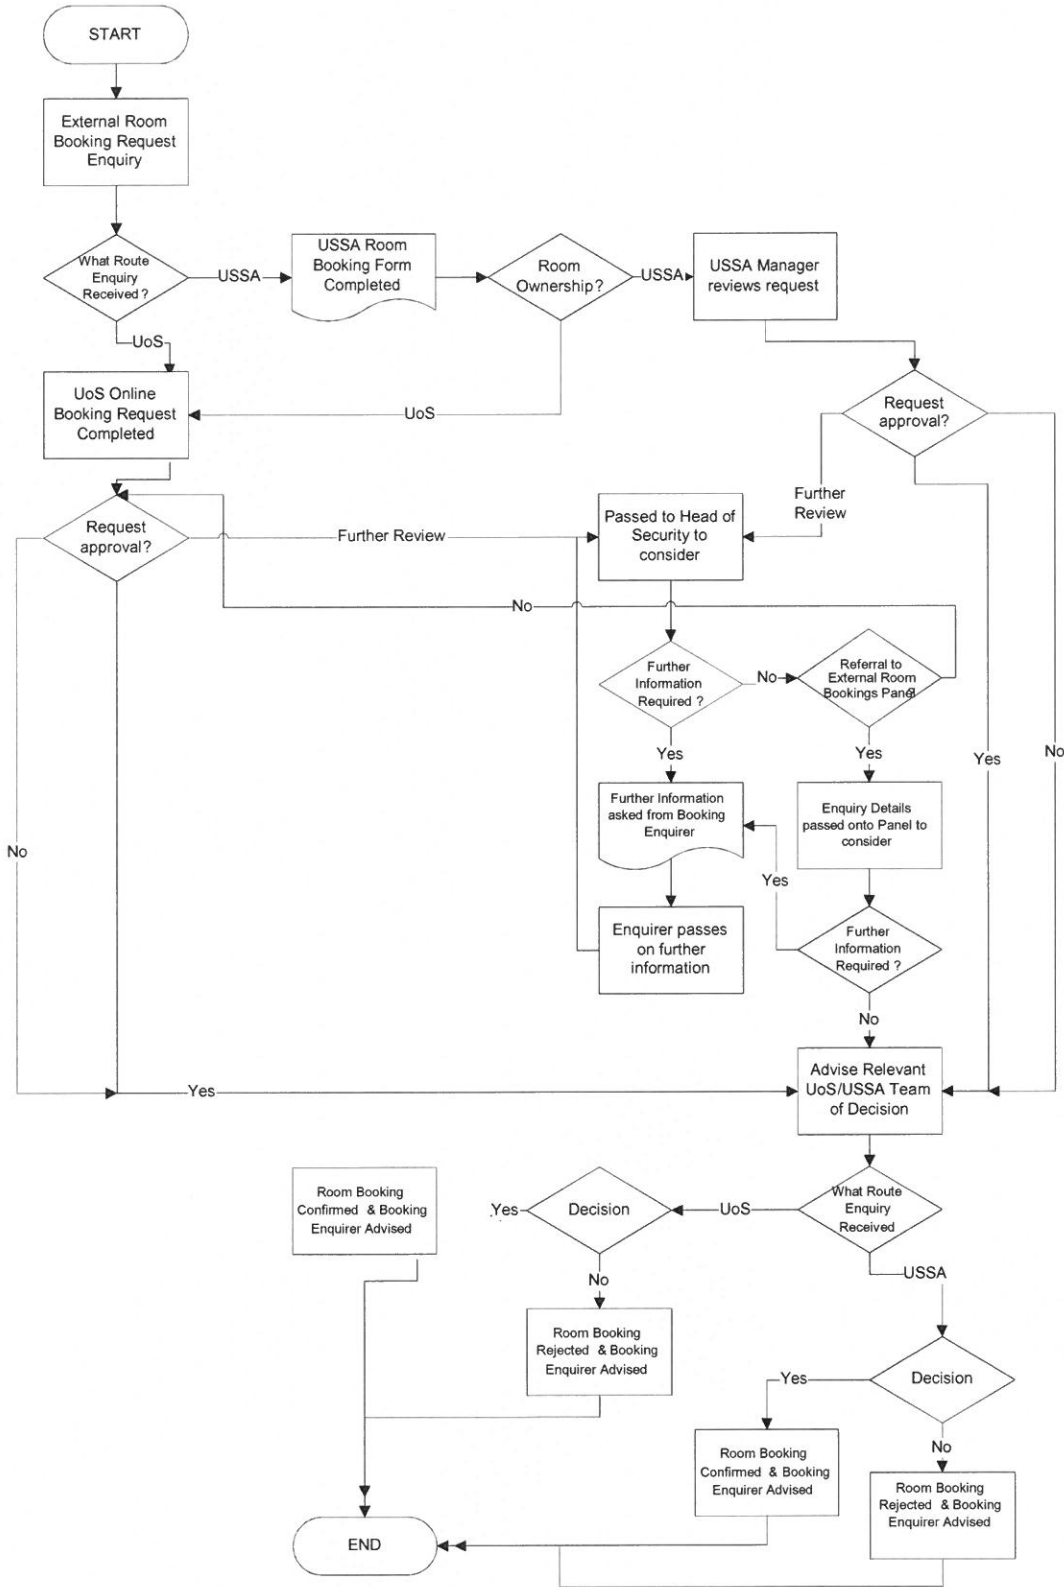 START
External Room
Booking Request
Enquiry
What Route
Enquiry
Received ?
USSA
USSA Room
Booking Form
Completed
Room
Ownership?
USSA
USSA Manager
reviews request
UoS
UoS Online
Booking Request
Completed
UoS
Request
approval?
Further
Review
Request
approval?
Further Review
Passed to Head of
Security to
consider
No
Further
Information
Required ?
No
Referral to
External Room
Bookings Panel?
Yes
Yes
Yes
No
Further Information
asked from Booking
Enquirer
Enquiry Details
passed onto Panel to
consider
No
Yes
Enquirer passes
on further
information
Further
Information
Required ?
No
Advise Relevant
UoS/USSA Team
of Decision
Yes
Room Booking
Confirmed & Booking
Enquirer Advised
Yes
Decision
UoS
What Route
Enquiry
Received
No
USSA
Room Booking
Rejected & Booking
Enquirer Advised
Yes
Decision
No
Room Booking
Confirmed & Booking
Enquirer Advised
Room Booking
Rejected & Booking
Enquirer Advised
END